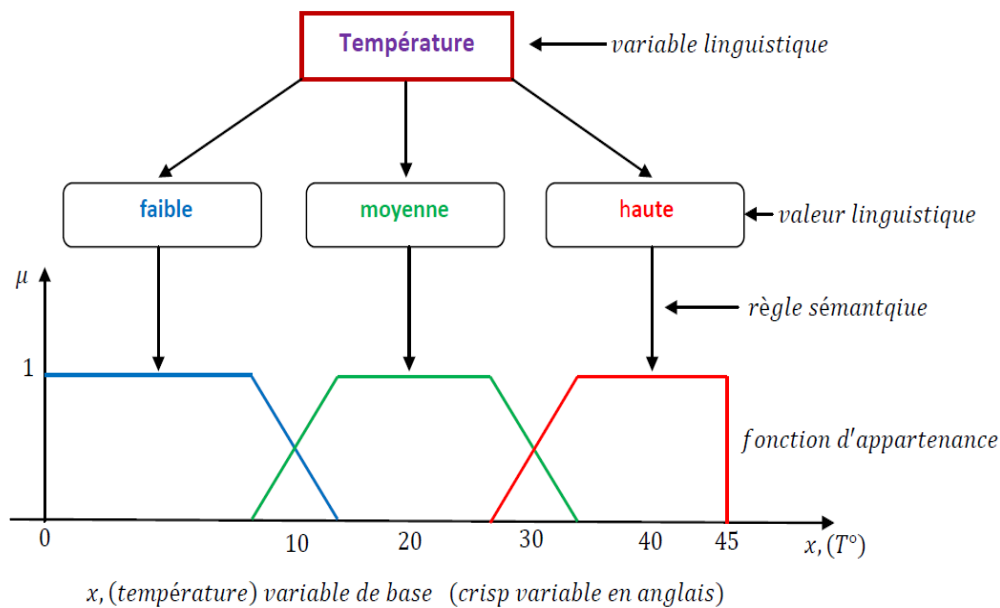 Température
variable linguistique
faible
moyenne
haute
valeur linguistique
μ
règle sémantqiue
1
fonction d'appartenance
0
10
20
30
40
45
x, (T°)
x, (température) variable de base (crisp variable en anglais)